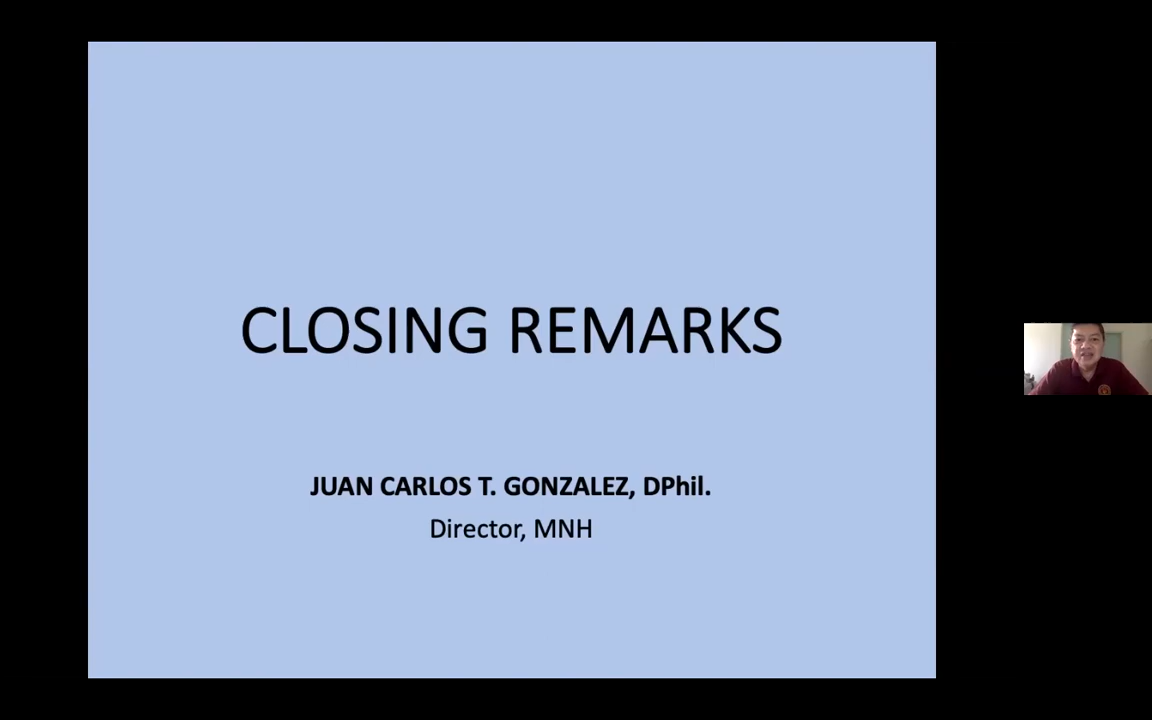 CLOSING REMARKS
JUAN CARLOS T. GONZALEZ, DPhil.
Director, MNH